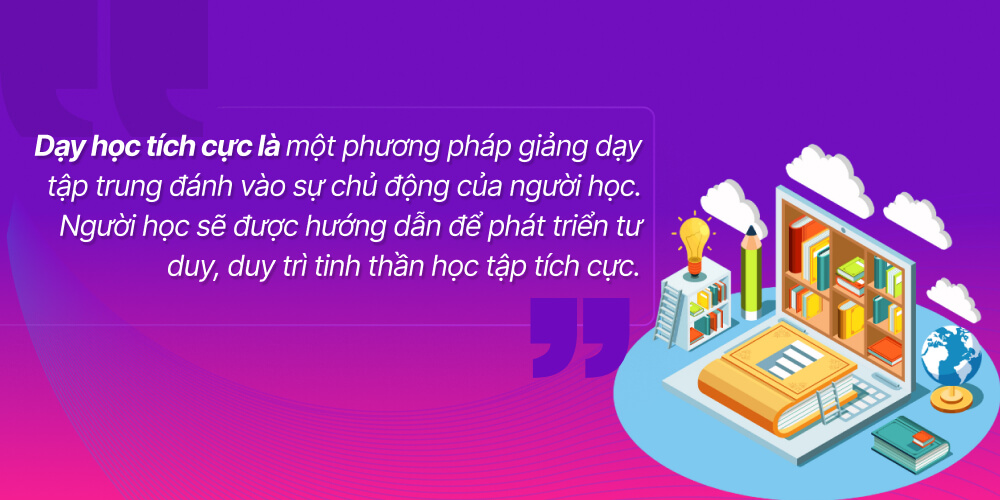 Dạy học tích cực là một phương pháp giảng dạy
tập trung đánh vào sự chủ động của người học.
Người học sẽ được hướng dẫn để phát triển tư
duy, duy trì tinh thần học tập tích cực.